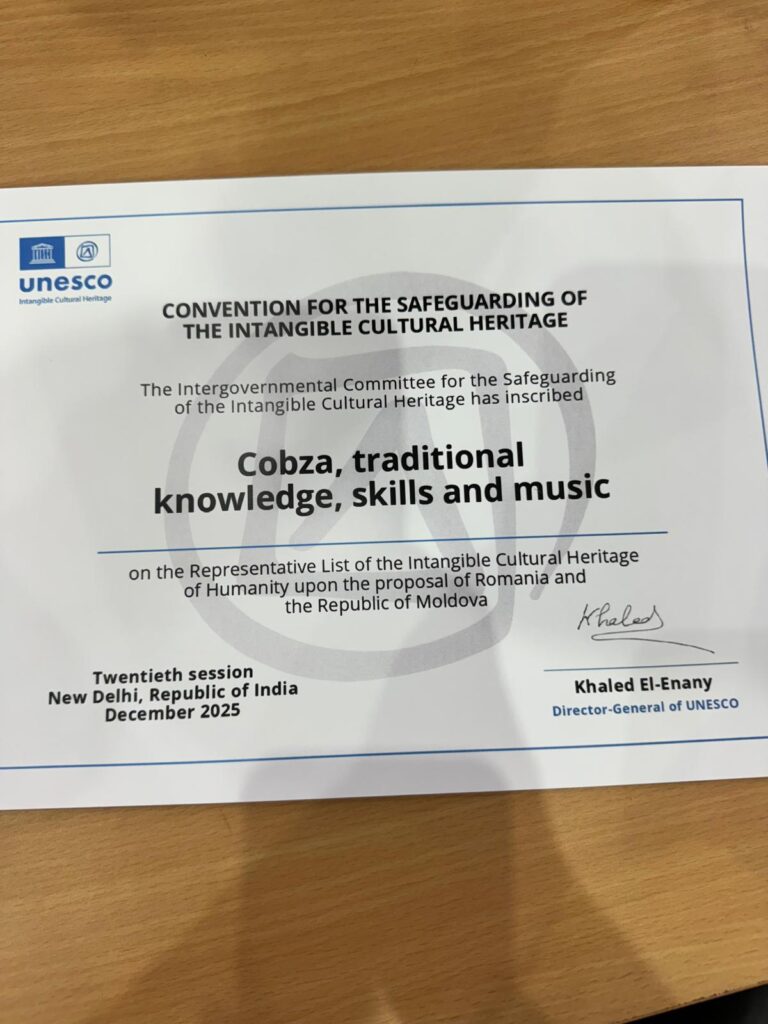 unesco
Intangible Cultural Heritage
CONVENTION FOR THE SAFEGUARDING OF
THE INTANGIBLE CULTURAL HERITAGE
The Intergovernmental Committee for the Safeguarding
of the Intangible Cultural Heritage has inscribed
Cobza, traditional
knowledge, skills and music
on the Representative List of the Intangible Cultural Heritage
of Humanity upon the proposal of Romania and
the Republic of Moldova
Twentieth session
New Delhi, Republic of India
December 2025
Khaled
Khaled El-Enany
Director-General of UNESCO